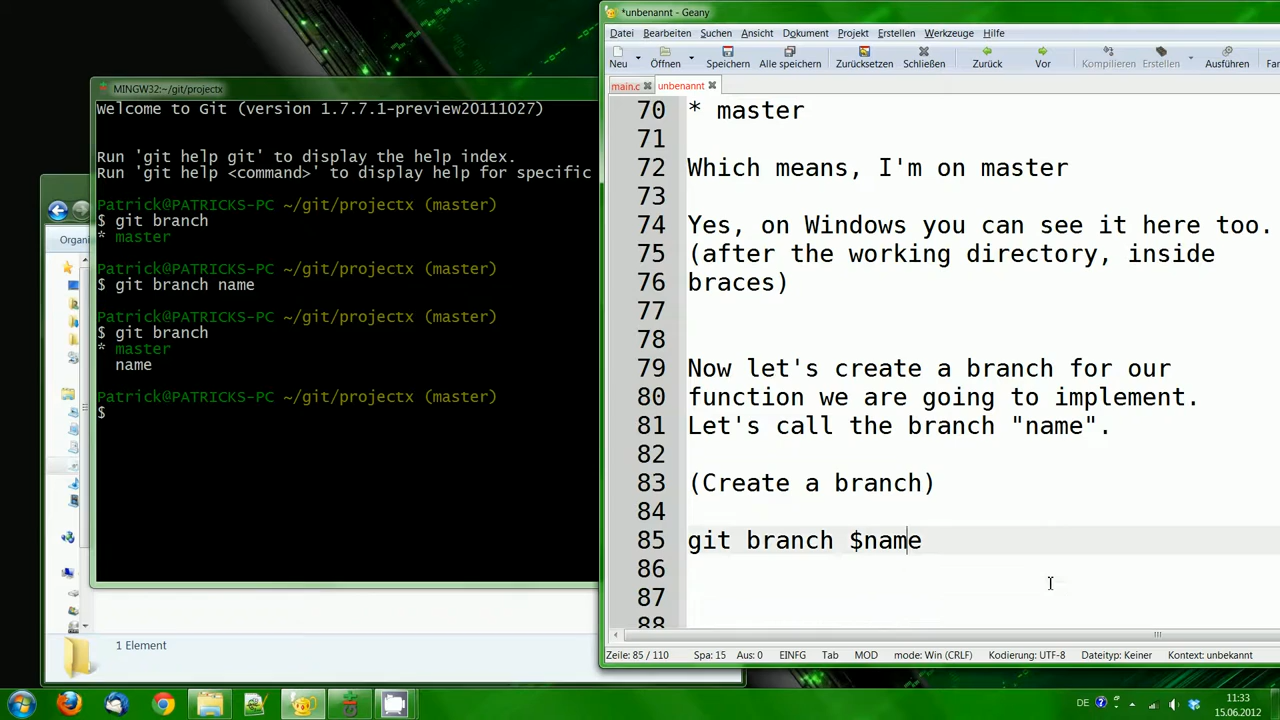 *unbenannt - Geany
Datei Bearbeiten Suchen Ansicht Dokument Projekt Erstellen Werkzeuge Hilfe
Neu Öffnen Speichern Alle speichern Zurücksetzen Schließen Zurück Vor Kompilieren Erstellen Ausführen
main.c unbenannt
MINGW32:~/git/projectx
Welcome to Git (version 1.7.7.1-preview20111027)
Run 'git help git' to display the help index.
Run 'git help <command>' to display help for specific
Patrick@PATRICKS-PC ~/git/projectx (master)
$ git branch
* master
Patrick@PATRICKS-PC ~/git/projectx (master)
$ git branch name
Patrick@PATRICKS-PC ~/git/projectx (master)
$ git branch
* master
name
Patrick@PATRICKS-PC ~/git/projectx (master)
$
70 * master
71
72 Which means, I'm on master
73
74 Yes, on Windows you can see it here too.
75 (after the working directory, inside
76 braces)
77
78
79 Now let's create a branch for our
80 function we are going to implement.
81 Let's call the branch "name".
82
83 (Create a branch)
84
85 git branch $name
86
87
88
Organi
1 Element
Zeile: 85 / 110 Spa: 15 Aus: 0 EINFG Tab MOD mode: Win (CRLF) Kodierung: UTF-8 Dateityp: Keiner Kontext: unbekannt
DE
11:33
15.06.2012